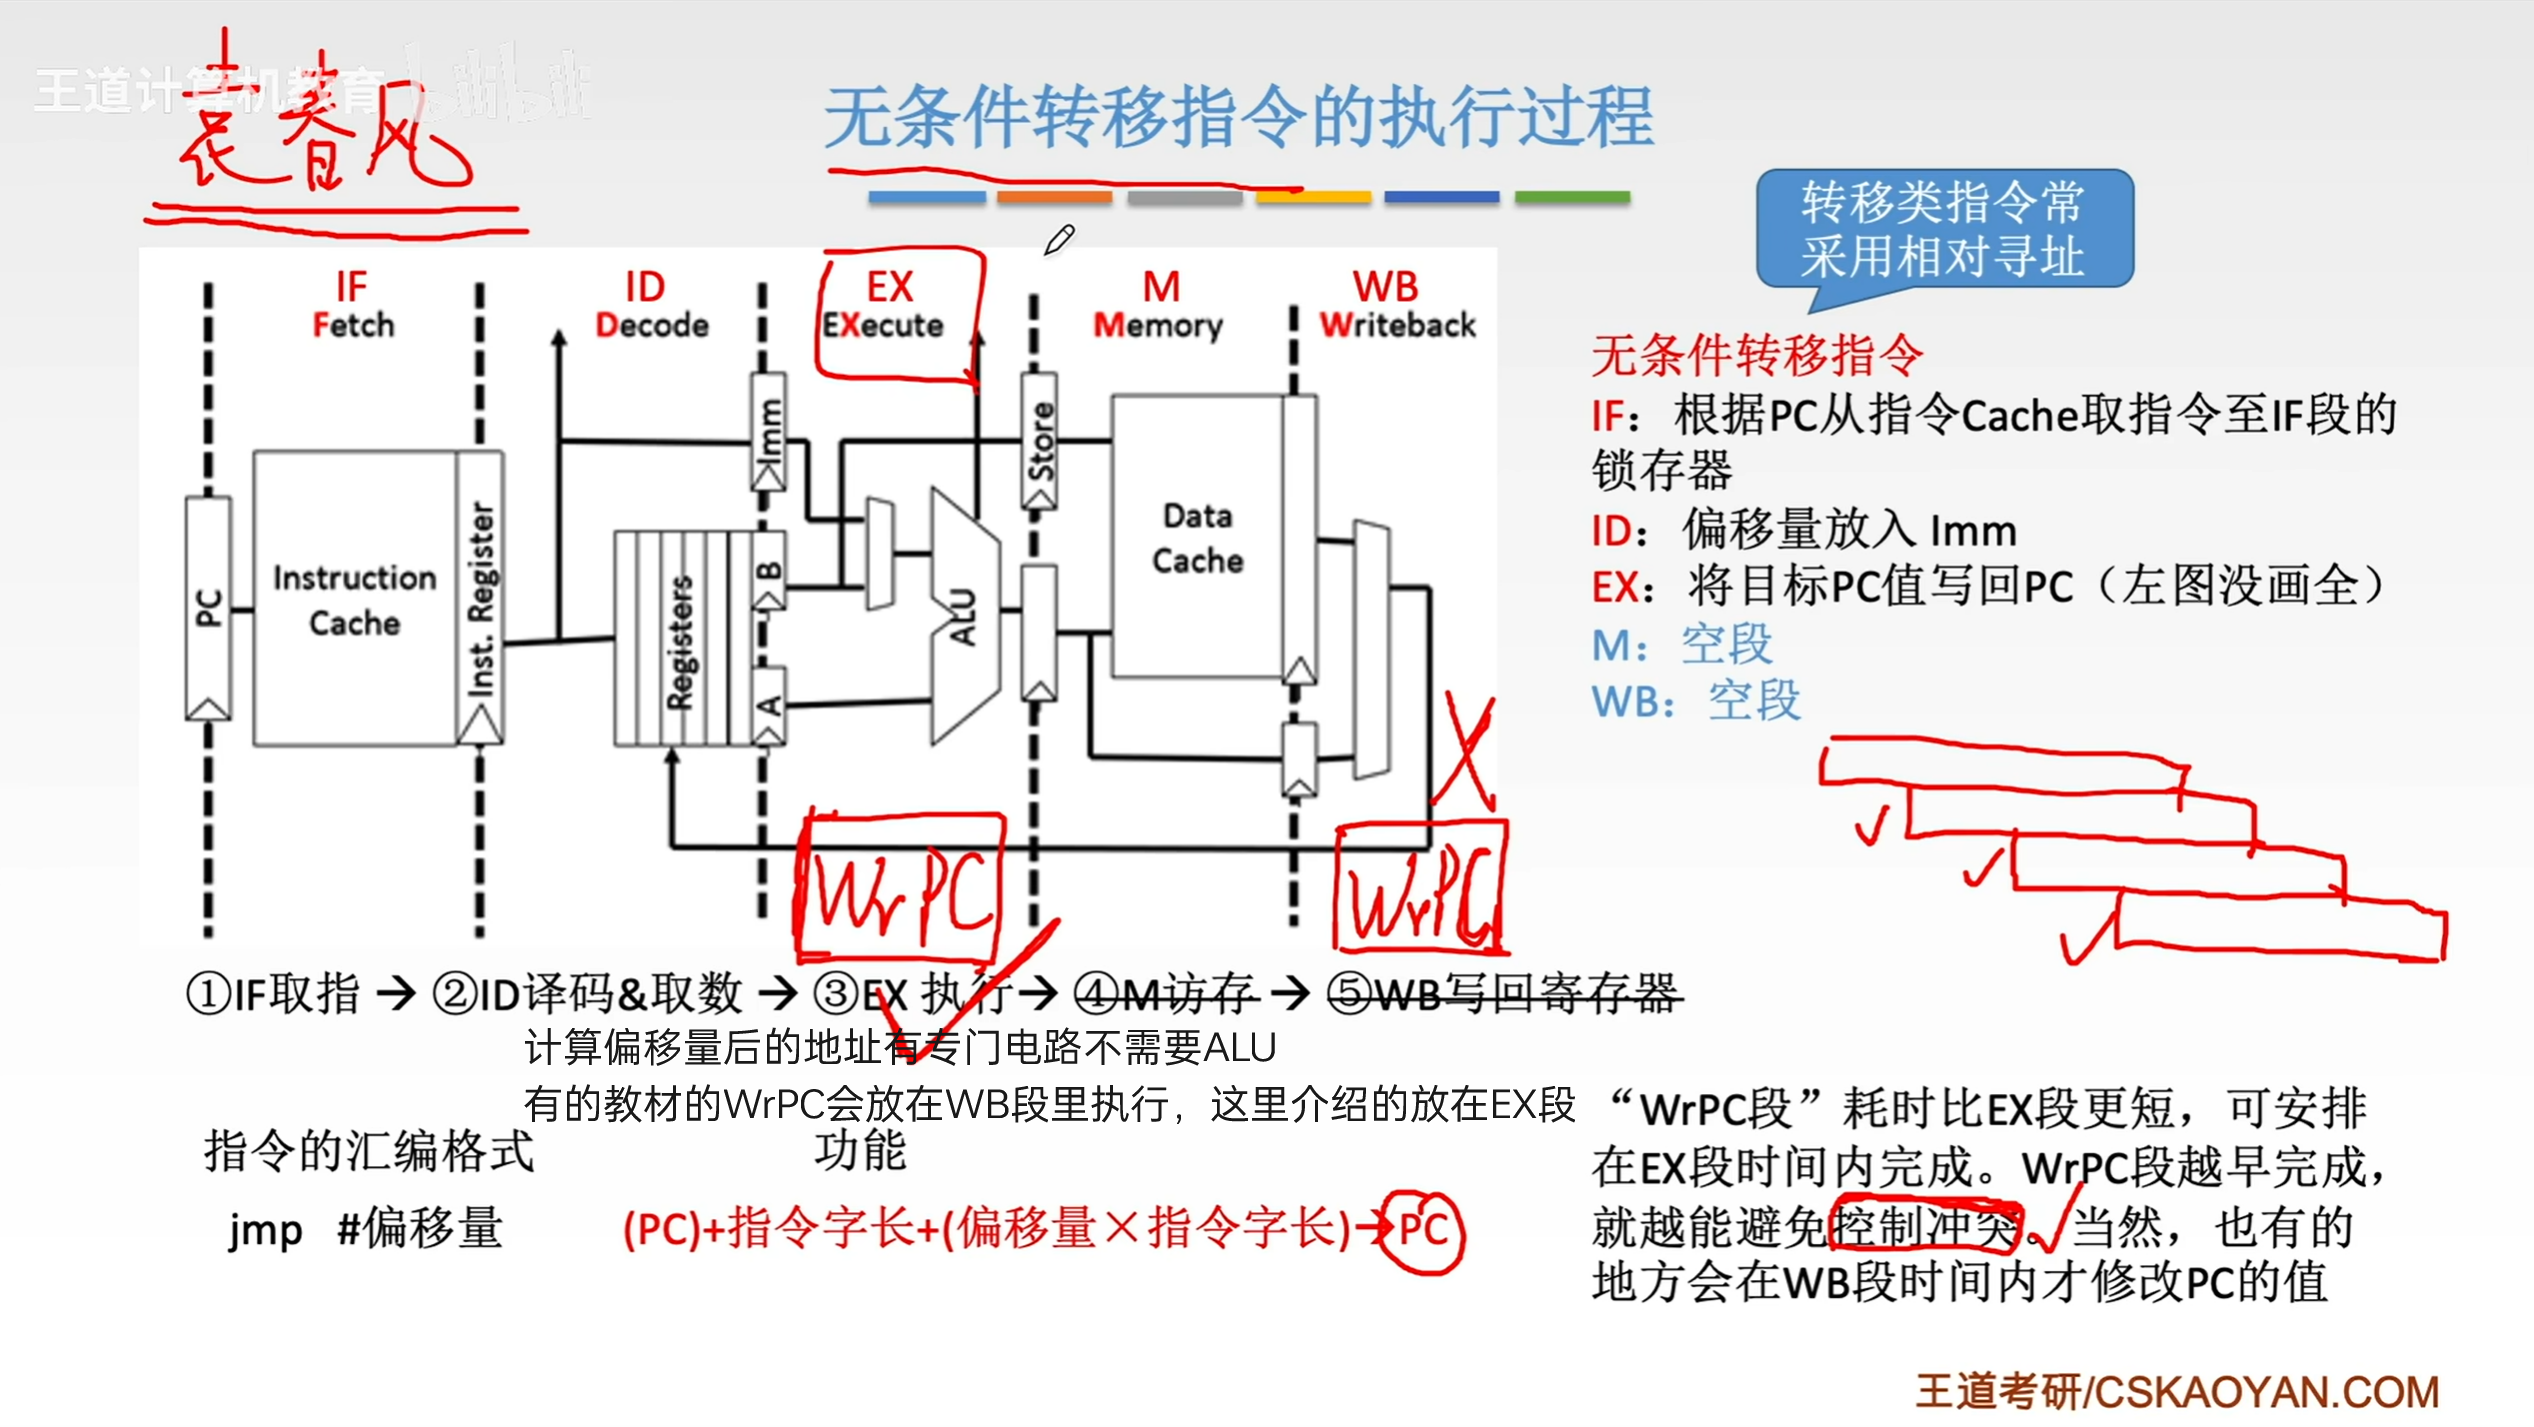 王道计算机教育 bilibili
袁春风
无条件转移指令的执行过程
转移类指令常
采用相对寻址
IF
Fetch
ID
Decode
EX
EXecute
M
Memory
WB
Writeback
PC
Instruction
Cache
Inst. Register
Registers
Imm
B
A
ALU
Store
Data
Cache
WrPC
WrPC
无条件转移指令
IF：根据PC从指令Cache取指令至IF段的
锁存器
ID：偏移量放入 Imm
EX：将目标PC值写回PC（左图没画全）
M：空段
WB：空段
①IF取指 → ②ID译码&取数 → ③EX 执行→ ④M访存 → ⑤WB写回寄存器
计算偏移量后的地址有专门电路不需要ALU
有的教材的WrPC会放在WB段里执行，这里介绍的放在EX段
指令的汇编格式
功能
jmp #偏移量
(PC)+指令字长+(偏移量×指令字长)→PC
“WrPC段”耗时比EX段更短，可安排
在EX段时间内完成。WrPC段越早完成，
就越能避免控制冲突。当然，也有的
地方会在WB段时间内才修改PC的值
王道考研/CSKAOYAN.COM